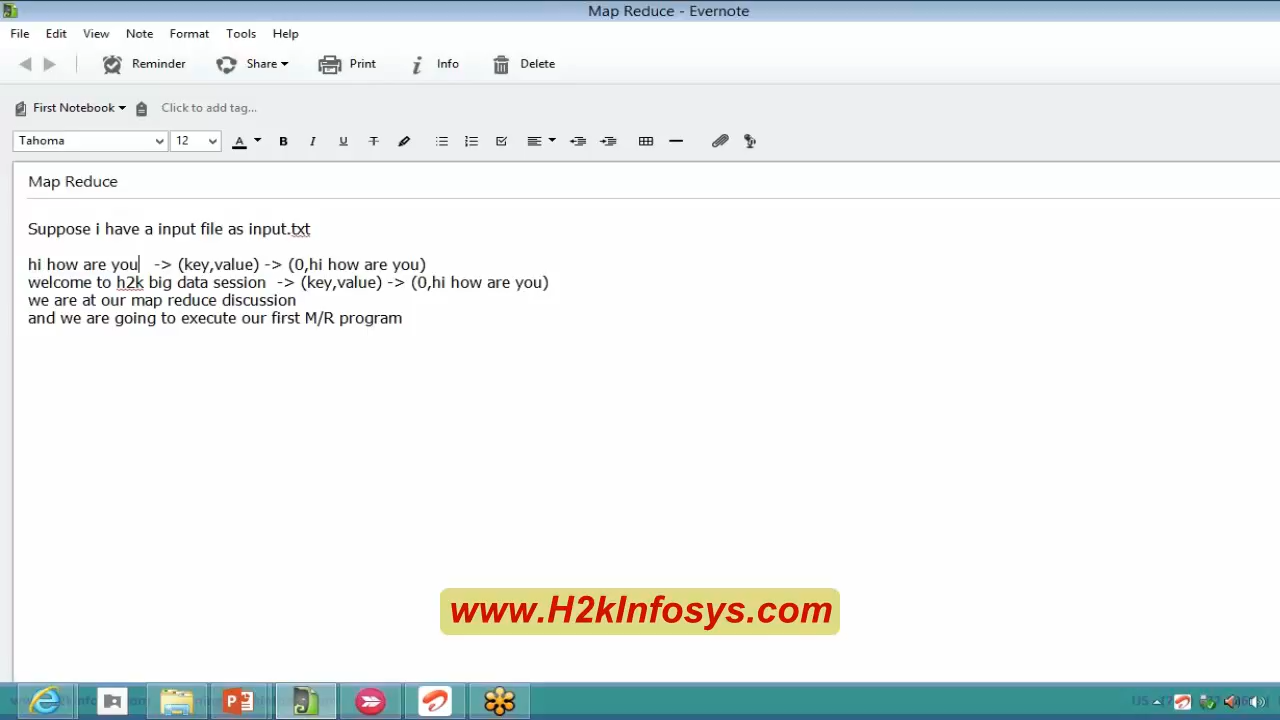 Map Reduce - Evernote
File Edit View Note Format Tools Help
Reminder Share Print Info Delete
First Notebook Click to add tag...
Tahoma 12 A B I U T
Map Reduce
Suppose i have a input file as input.txt
hi how are you -> (key,value) -> (0,hi how are you)
welcome to h2k big data session -> (key,value) -> (0,hi how are you)
we are at our map reduce discussion
and we are going to execute our first M/R program
www.H2kInfosys.com
US